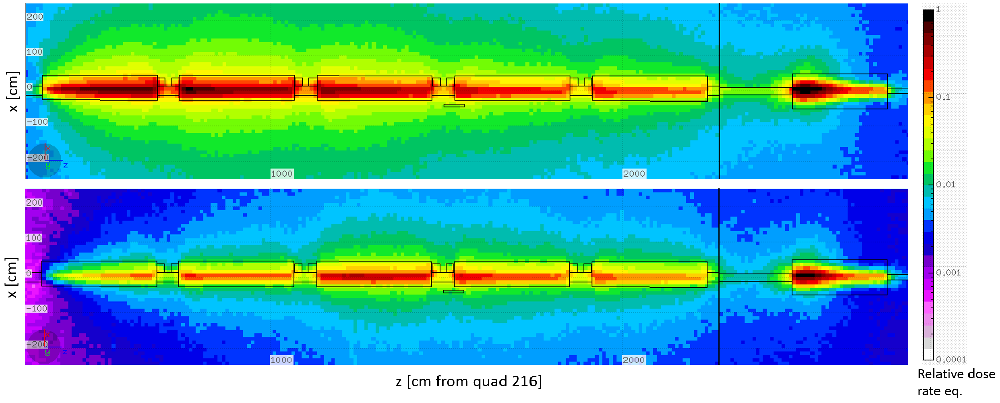 200
100
0
-100
-200
x [cm]
x
y
z
1000
2000
200
100
0
-100
-200
x [cm]
x
y
z
1000
2000
z [cm from quad 216]
1
0.1
0.01
0.001
0.0001
Relative dose
rate eq.